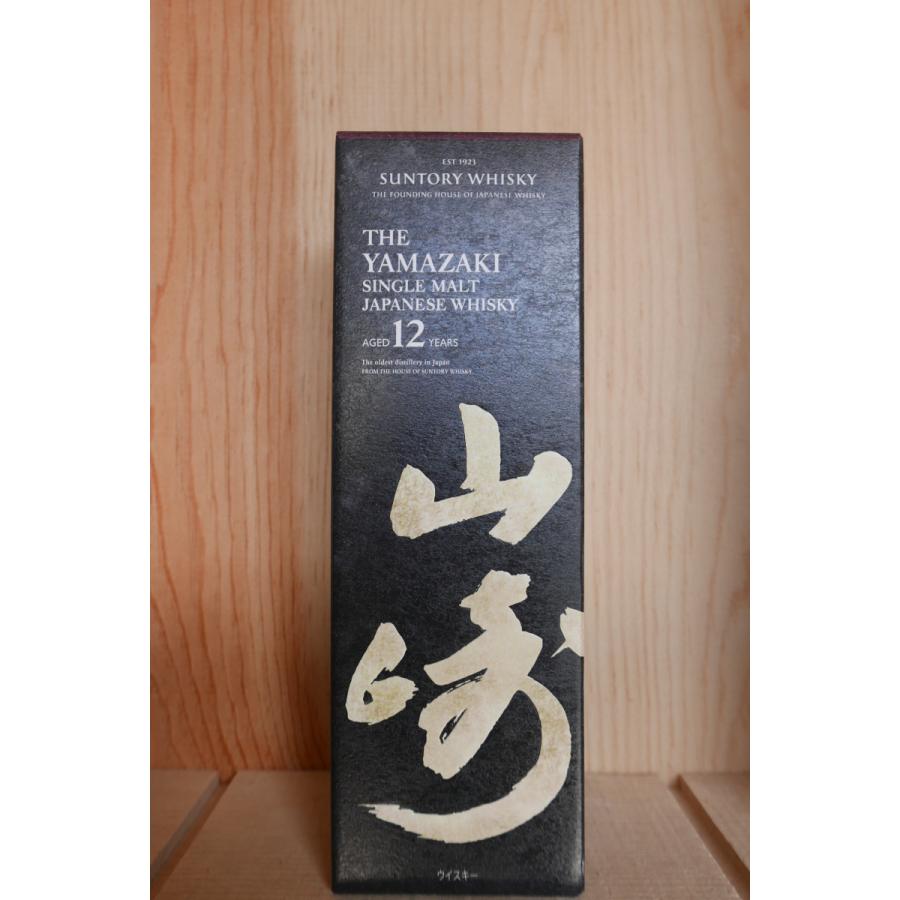 EST 1923
SUNTORY WHISKY
THE FOUNDING HOUSE OF JAPANESE WHISKY
THE
YAMAZAKI
SINGLE MALT
JAPANESE WHISKY
AGED 12 YEARS
The oldest distillery in Japan
FROM THE HOUSE OF SUNTORY WHISKY
山
崎
ウイスキー